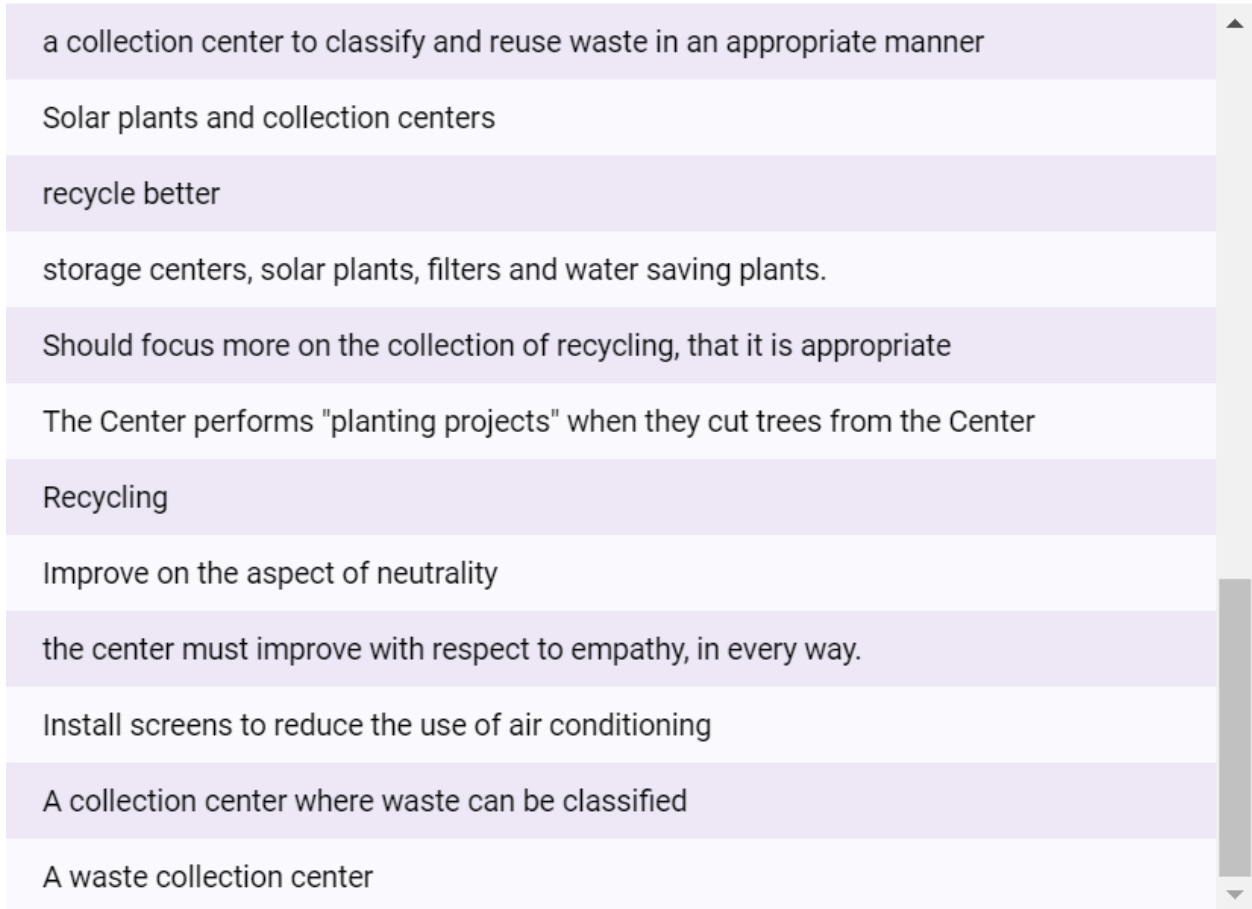 a collection center to classify and reuse waste in an appropriate manner
Solar plants and collection centers
recycle better
storage centers, solar plants, filters and water saving plants.
Should focus more on the collection of recycling, that it is appropriate
The Center performs "planting projects" when they cut trees from the Center
Recycling
Improve on the aspect of neutrality
the center must improve with respect to empathy, in every way.
Install screens to reduce the use of air conditioning
A collection center where waste can be classified
A waste collection center